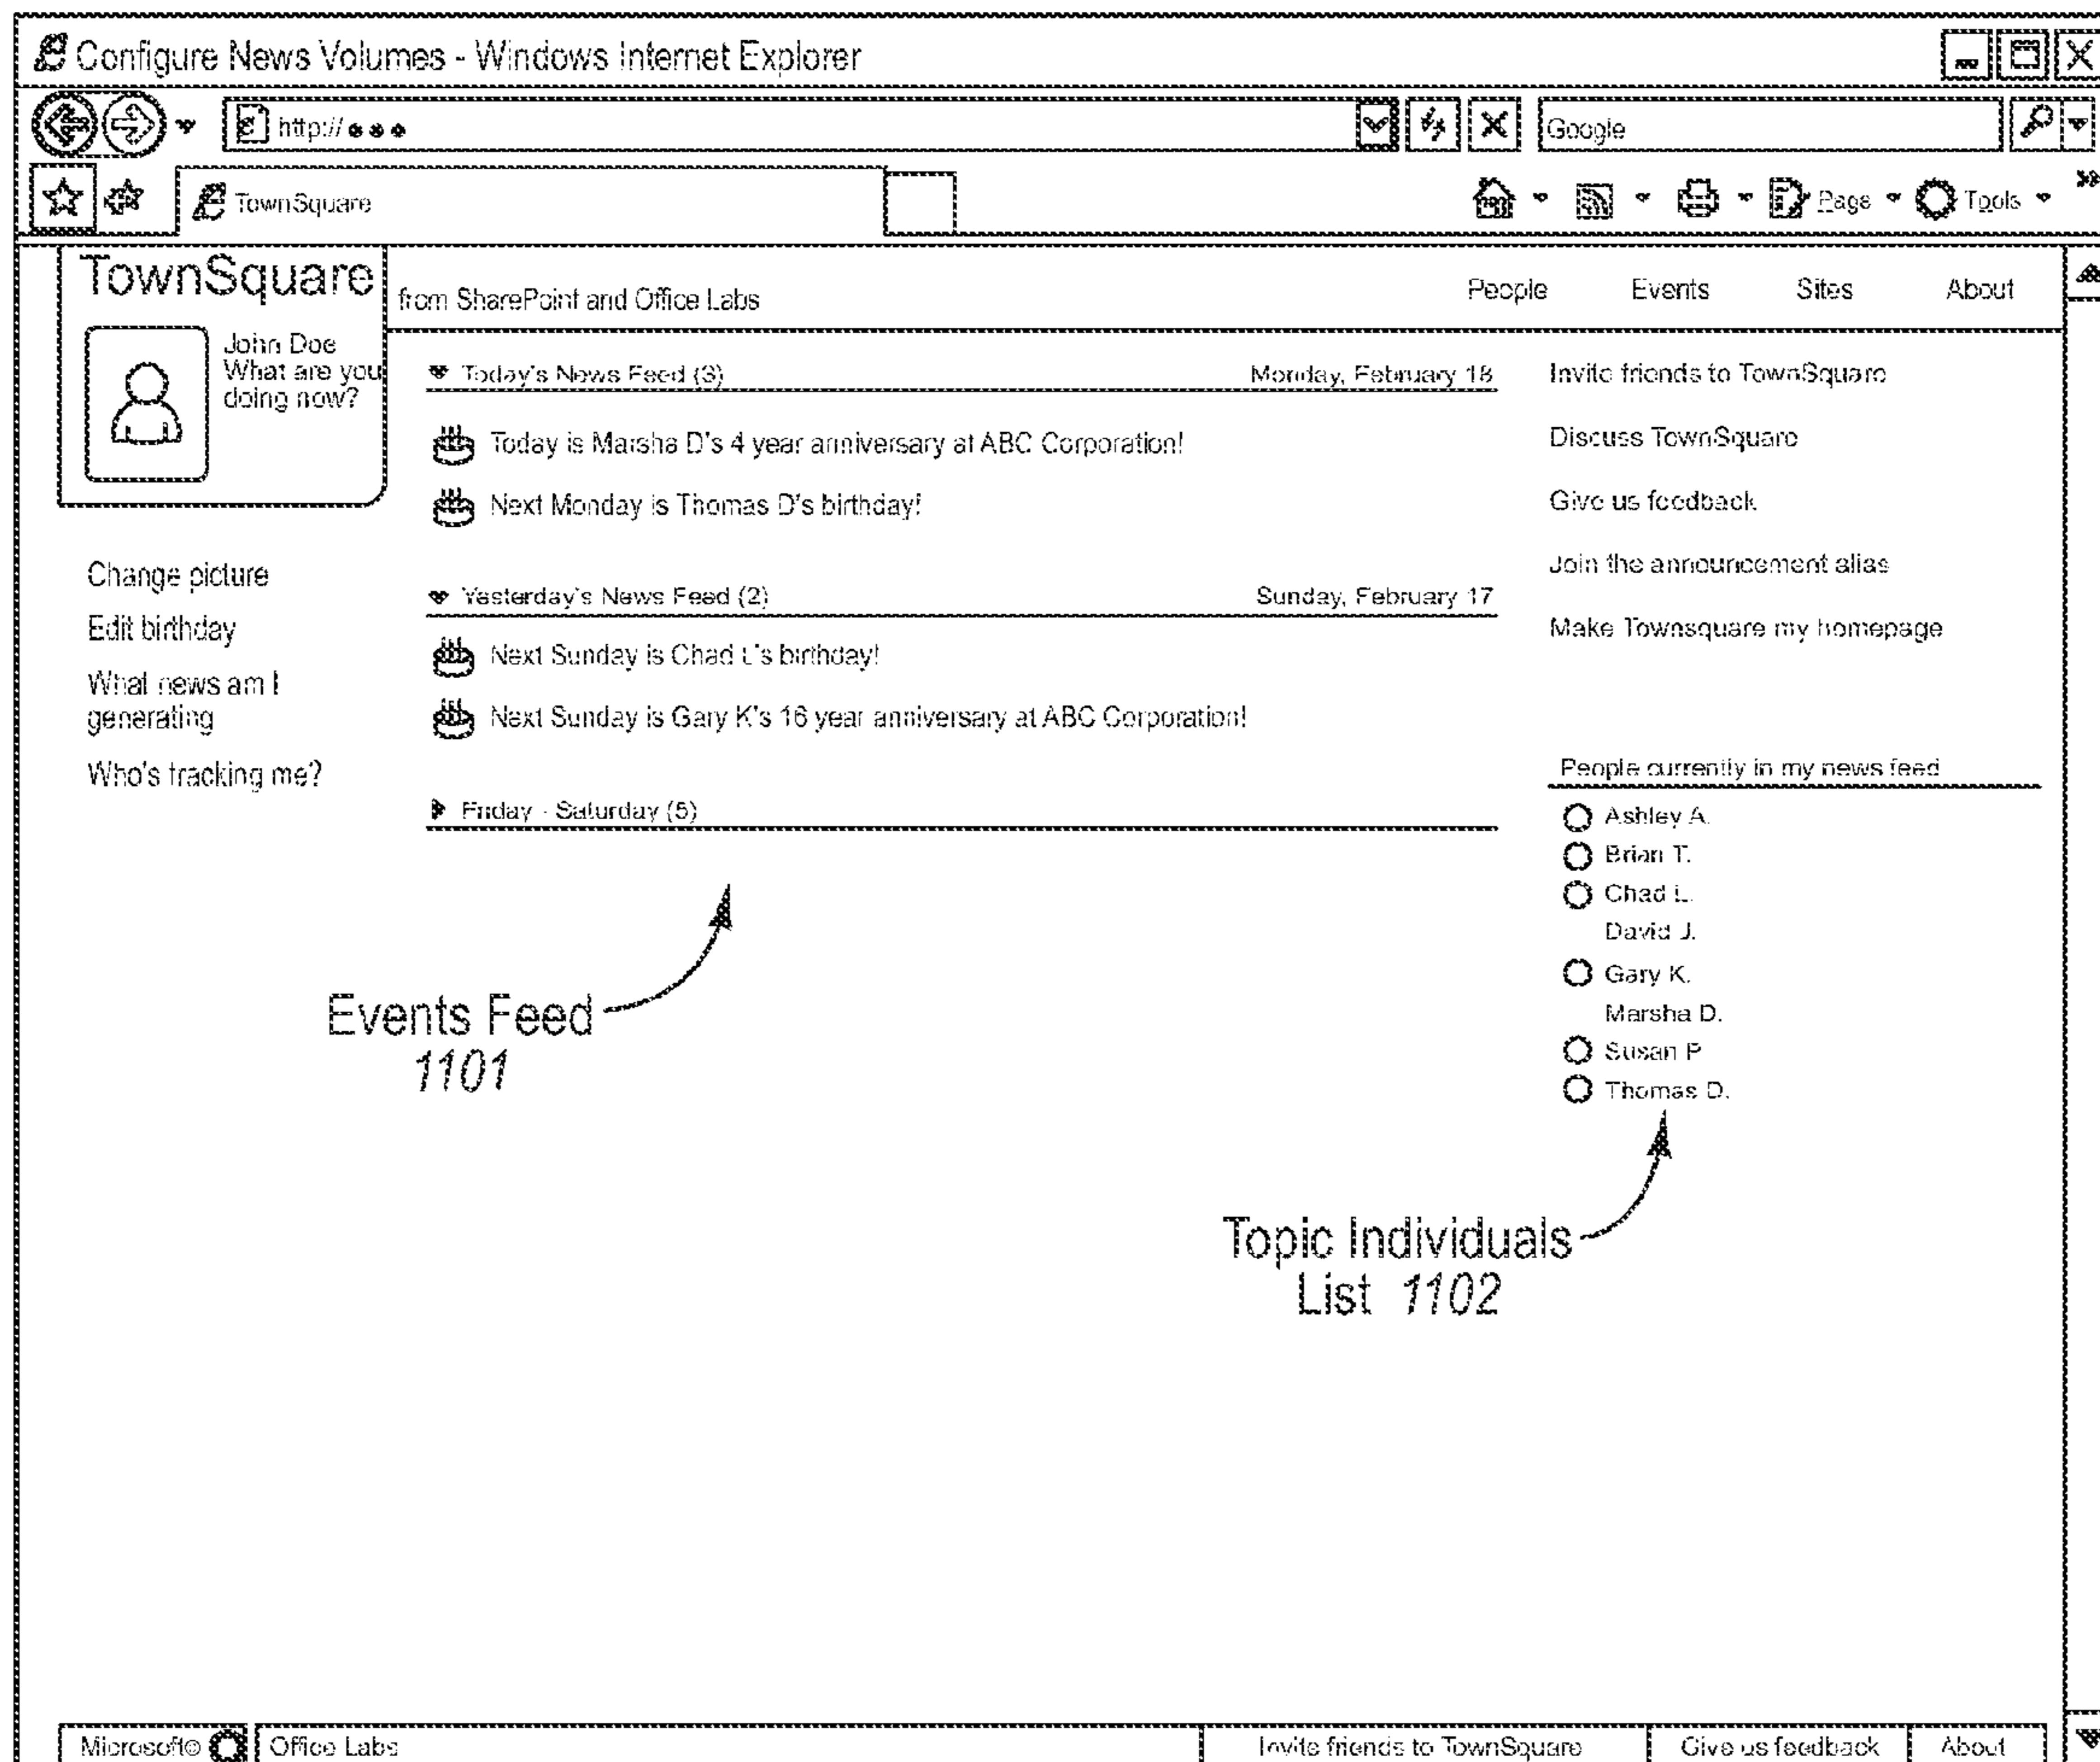 Configure News Volumes - Windows Internet Explorer
http://
Google
TownSquare
Page
Tools
TownSquare
from SharePoint and Office Labs
People Events Sites About
John Doe
What are you
doing now?
Change picture
Edit birthday
What news am I
generating
Who's tracking me?
Today's News Feed (3) Monday, February 18
Today is Marsha D's 4 year anniversary at ABC Corporation!
Next Monday is Thomas D's birthday!
Yesterday's News Feed (2) Sunday, February 17
Next Sunday is Chad L's birthday!
Next Sunday is Gary K's 16 year anniversary at ABC Corporation!
Friday - Saturday (5)
Invite friends to TownSquare
Discuss TownSquare
Give us feedback
Join the announcement alias
Make Townsquare my homepage
People currently in my news feed
Ashley A.
Brian T.
Chad L.
David J.
Gary K.
Marsha D.
Susan P
Thomas D.
Events Feed
1101
Topic Individuals
List 1102
Microsoft© Office Labs Invite friends to TownSquare Give us feedback About